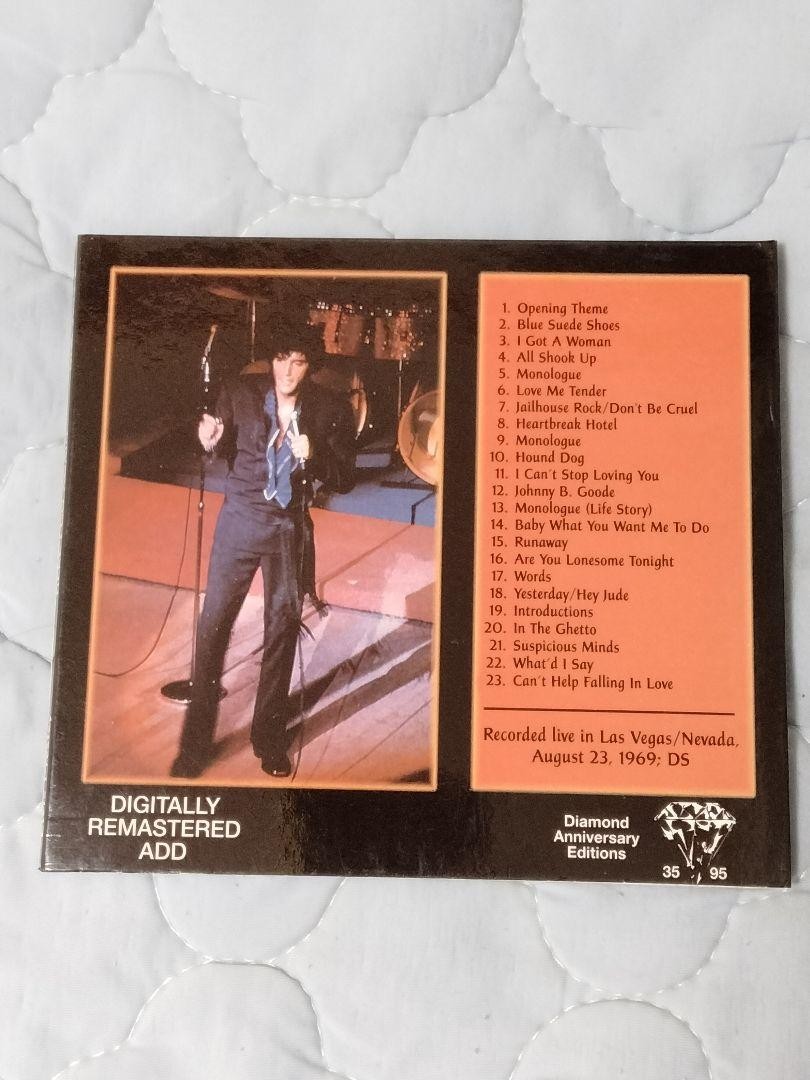 1. Opening Theme
2. Blue Suede Shoes
3. I Got A Woman
4. All Shook Up
5. Monologue
6. Love Me Tender
7. Jailhouse Rock/Don't Be Cruel
8. Heartbreak Hotel
9. Monologue
10. Hound Dog
11. I Can't Stop Loving You
12. Johnny B. Goode
13. Monologue (Life Story)
14. Baby What You Want Me To Do
15. Runaway
16. Are You Lonesome Tonight
17. Words
18. Yesterday/Hey Jude
19. Introductions
20. In The Ghetto
21. Suspicious Minds
22. What'd I Say
23. Can't Help Falling In Love
Recorded live in Las Vegas/Nevada,
August 23, 1969; DS
DIGITALLY
REMASTERED
ADD
Diamond
Anniversary
Editions
35 95